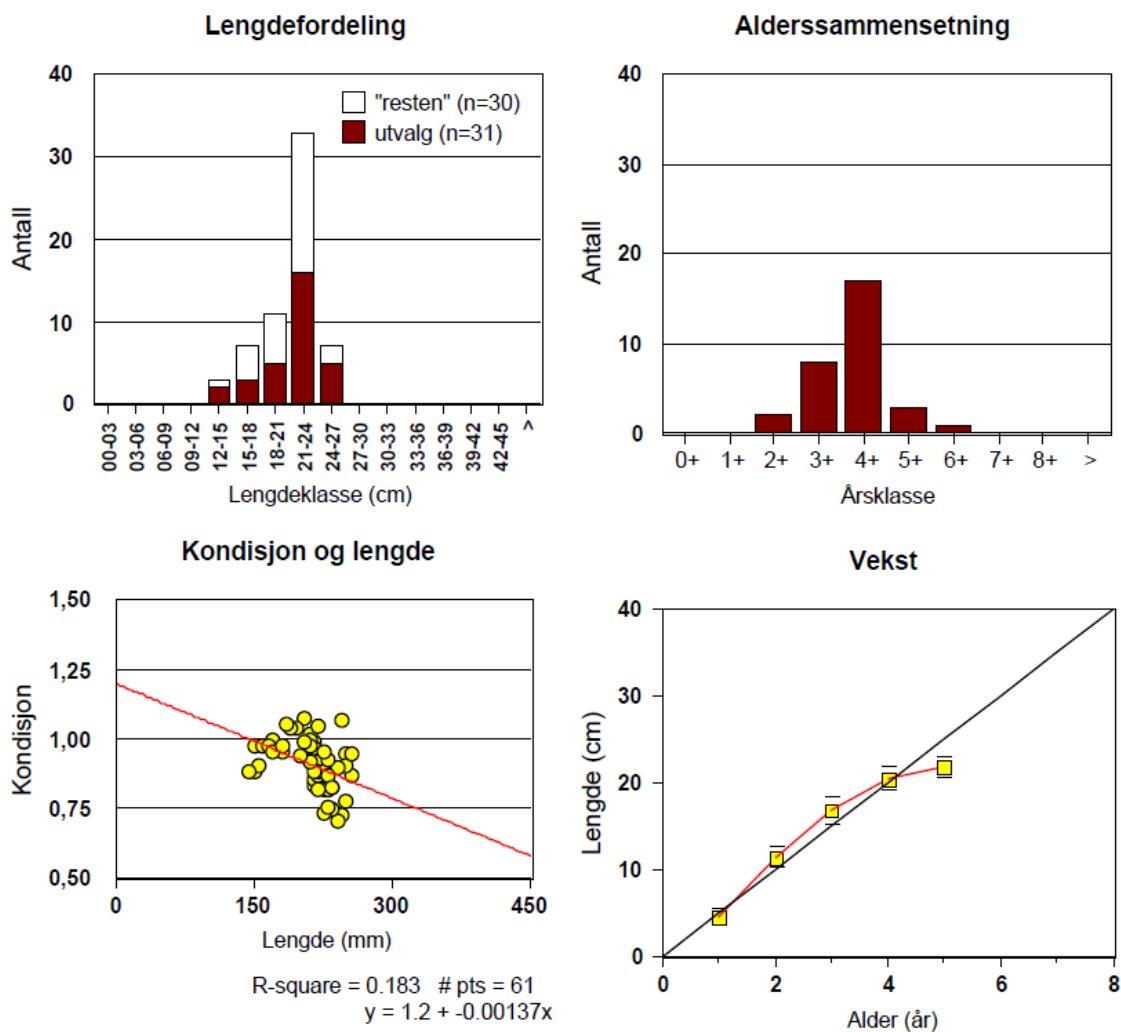 Lengdefordeling
Antall
40
30
20
10
0
"resten" (n=30)
utvalg (n=31)
00-03
03-06
06-09
09-12
12-15
15-18
18-21
21-24
24-27
27-30
30-33
33-36
36-39
39-42
42-45
>
Lengdeklasse (cm)
Alderssammensetning
Antall
40
30
20
10
0
0+ 1+ 2+ 3+ 4+ 5+ 6+ 7+ 8+ >
Årsklasse
Kondisjon og lengde
Kondisjon
1,50
1,25
1,00
0,75
0,50
0 150 300 450
Lengde (mm)
R-square = 0.183 # pts = 61
y = 1.2 + -0.00137x
Vekst
Lengde (cm)
40
30
20
10
0
0 2 4 6 8
Alder (år)